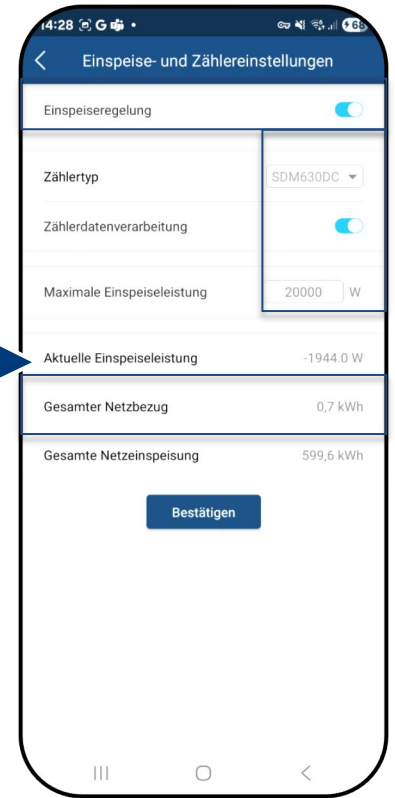 14:28 G
68
Einspeise- und Zählereinstellungen
Einspeiseregelung
Zählertyp SDM630DC
Zählerdatenverarbeitung
Maximale Einspeiseleistung 20000 W
Aktuelle Einspeiseleistung -1944.0 W
Gesamter Netzbezug 0,7 kWh
Gesamte Netzeinspeisung 599,6 kWh
Bestätigen